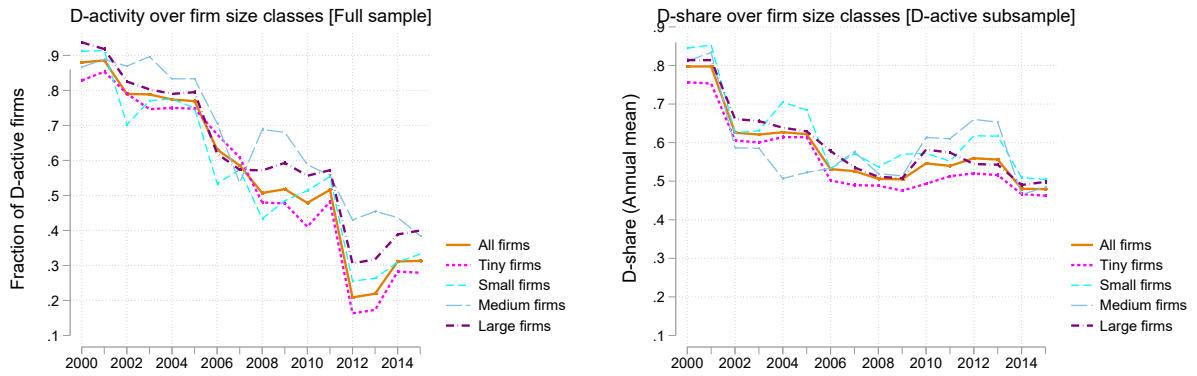 D-activity over firm size classes [Full sample]
Fraction of D-active firms
.9
.8
.7
.6
.5
.4
.3
.2
.1
2000 2002 2004 2006 2008 2010 2012 2014
All firms
Tiny firms
Small firms
Medium firms
Large firms
D-share over firm size classes [D-active subsample]
D-share (Annual mean)
.9
.8
.7
.6
.5
.4
.3
.2
.1
2000 2002 2004 2006 2008 2010 2012 2014
All firms
Tiny firms
Small firms
Medium firms
Large firms